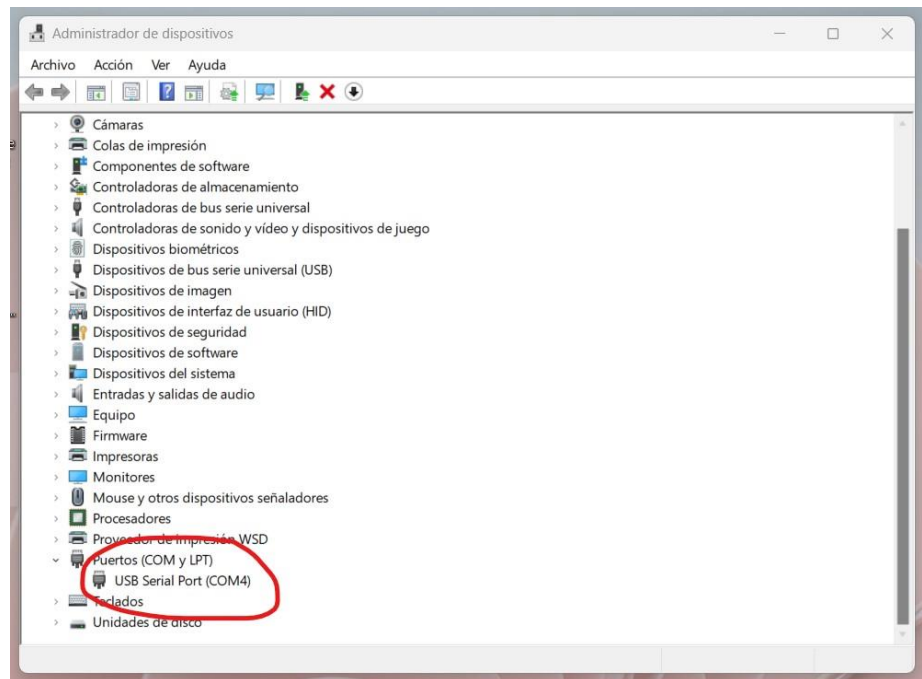 Administrador de dispositivos
Archivo Acción Ver Ayuda
Cámaras
Colas de impresión
Componentes de software
Controladoras de almacenamiento
Controladoras de bus serie universal
Controladoras de sonido y vídeo y dispositivos de juego
Dispositivos biométricos
Dispositivos de bus serie universal (USB)
Dispositivos de imagen
Dispositivos de interfaz de usuario (HID)
Dispositivos de seguridad
Dispositivos de software
Dispositivos del sistema
Entradas y salidas de audio
Equipo
Firmware
Impresoras
Monitores
Mouse y otros dispositivos señaladores
Procesadores
Proveedor de impresión WSD
Puertos (COM y LPT)
USB Serial Port (COM4)
Teclados
Unidades de disco